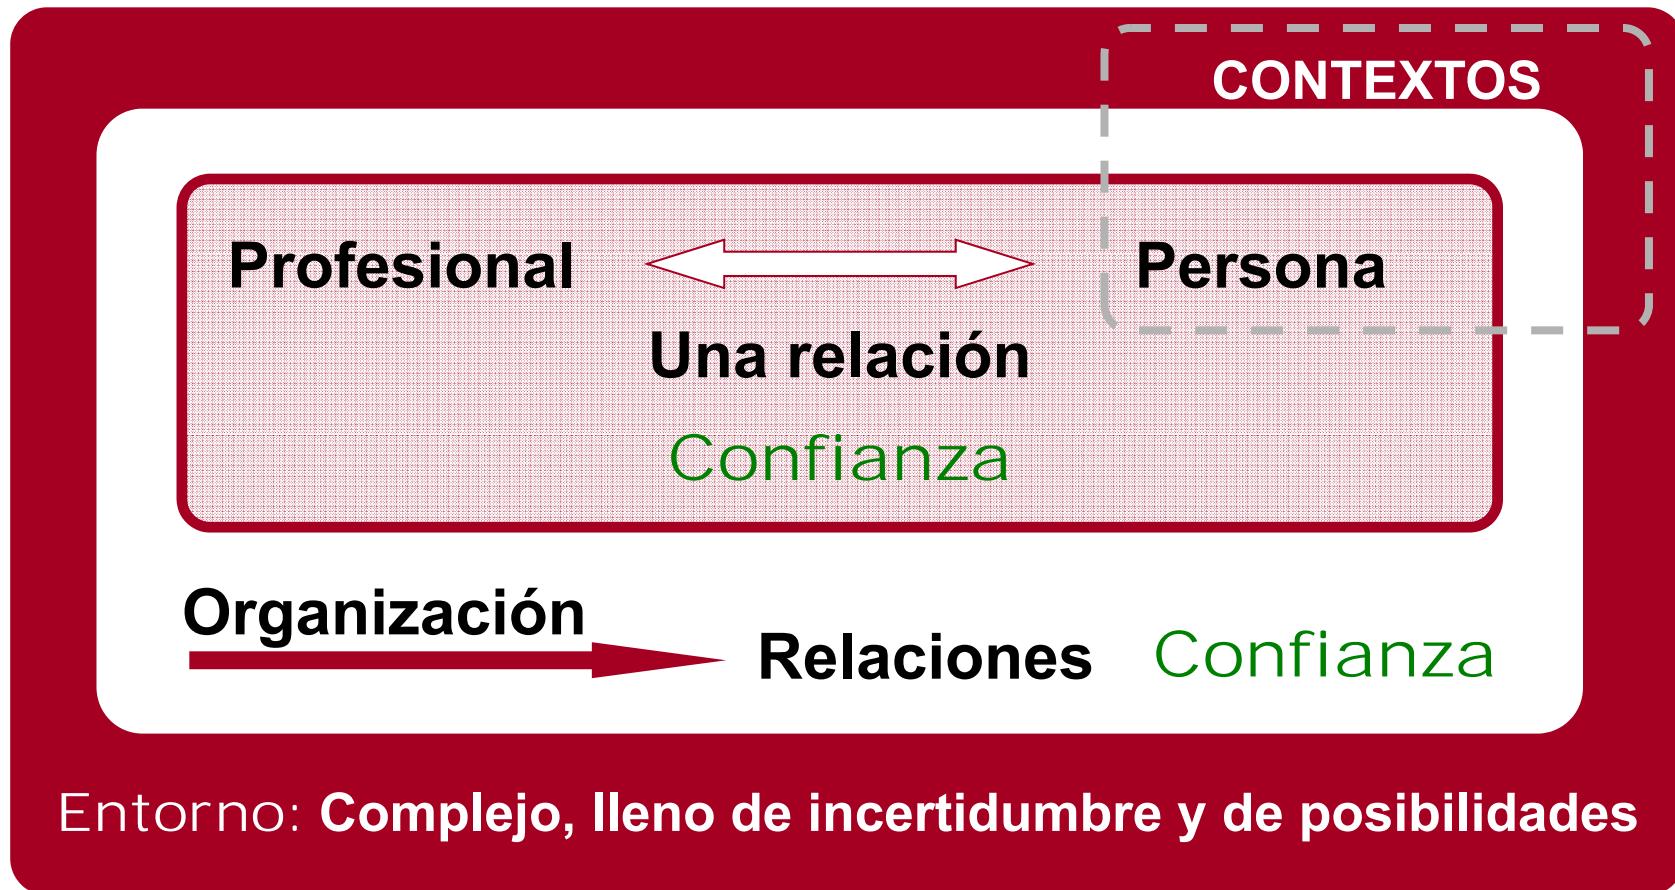 CONTEXTOS
Profesional
Persona
Una relación
Confianza
Organización
Relaciones
Confianza
Entorno: Complejo, lleno de incertidumbre y de posibilidades